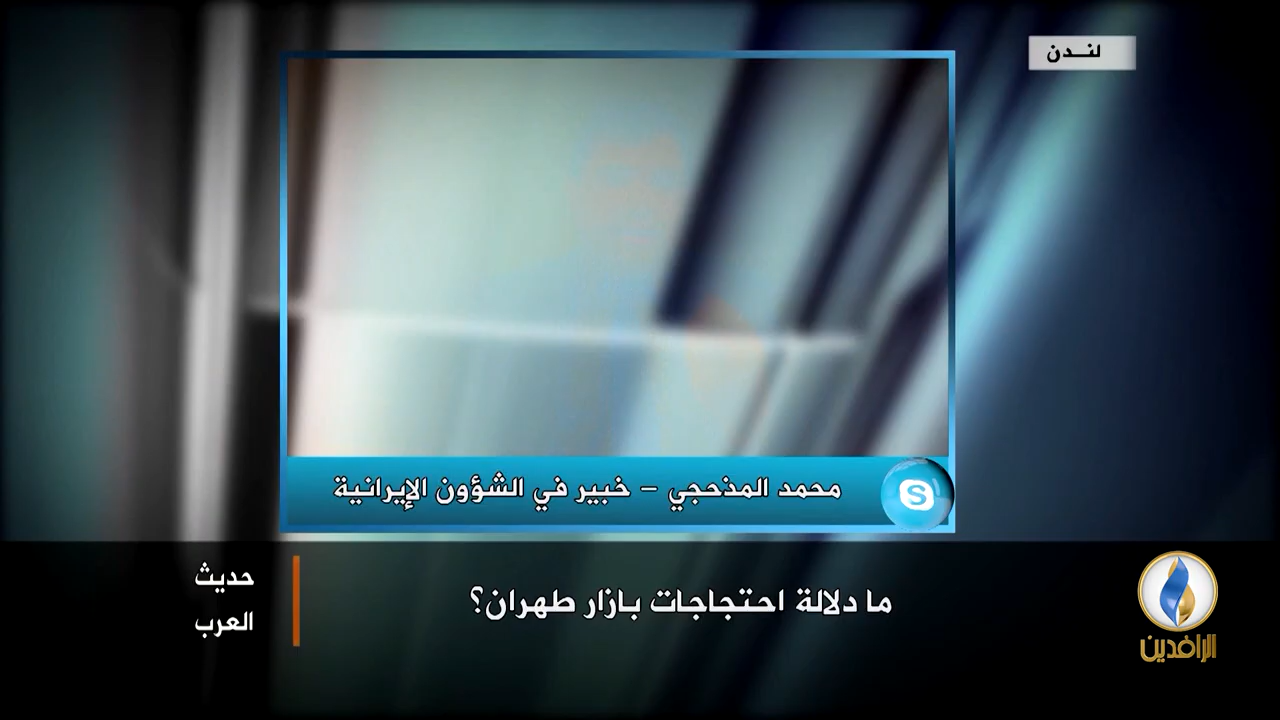 لندن
محمد المذحجي – خبير في الشؤون الإيرانية
ما دلالة احتجاجات بازار طهران؟
حديث
العرب
الرافدين